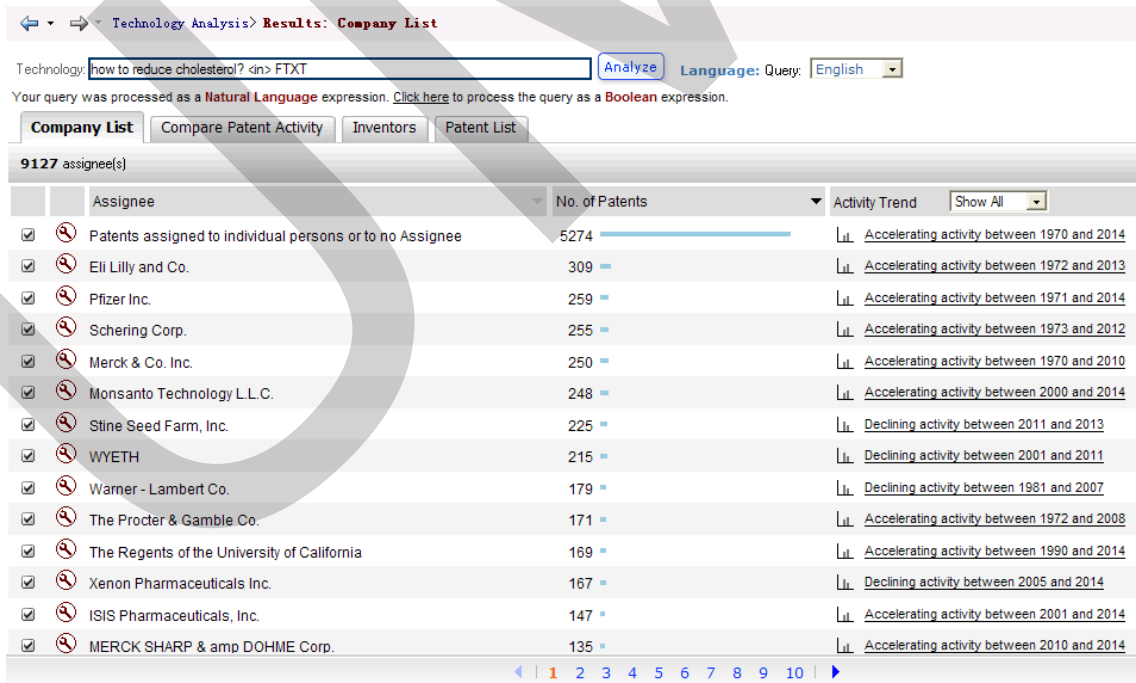 Technology Analysis> Results: Company List
Technology: how to reduce cholesterol? <in> FTXT Analyze Language: Query: English
Your query was processed as a Natural Language expression. Click here to process the query as a Boolean expression.
Company List Compare Patent Activity Inventors Patent List
9127 assignee(s)
Assignee No. of Patents Activity Trend Show All
Patents assigned to individual persons or to no Assignee 5274 Accelerating activity between 1970 and 2014
Eli Lilly and Co. 309 Accelerating activity between 1972 and 2013
Pfizer Inc. 259 Accelerating activity between 1971 and 2014
Schering Corp. 255 Accelerating activity between 1973 and 2012
Merck & Co. Inc. 250 Accelerating activity between 1970 and 2010
Monsanto Technology L.L.C. 248 Accelerating activity between 2000 and 2014
Stine Seed Farm, Inc. 225 Declining activity between 2011 and 2013
WYETH 215 Declining activity between 2001 and 2011
Warner - Lambert Co. 179 Declining activity between 1981 and 2007
The Procter & Gamble Co. 171 Accelerating activity between 1972 and 2008
The Regents of the University of California 169 Accelerating activity between 1990 and 2014
Xenon Pharmaceuticals Inc. 167 Declining activity between 2005 and 2014
ISIS Pharmaceuticals, Inc. 147 Accelerating activity between 2001 and 2014
MERCK SHARP & amp DOHME Corp. 135 Accelerating activity between 2010 and 2014
1 2 3 4 5 6 7 8 9 10